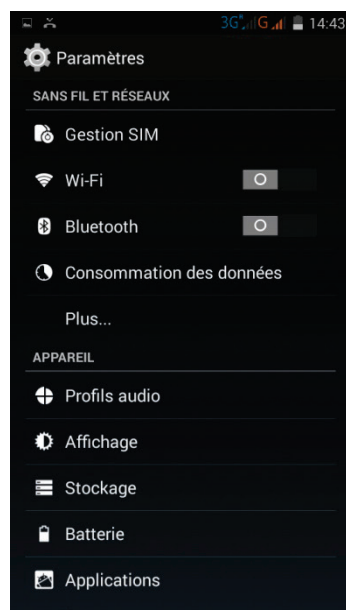 3G G 14:43
Paramètres
SANS FIL ET RÉSEAUX
Gestion SIM
Wi-Fi
Bluetooth
Consommation des données
Plus...
APPAREIL
Profils audio
Affichage
Stockage
Batterie
Applications